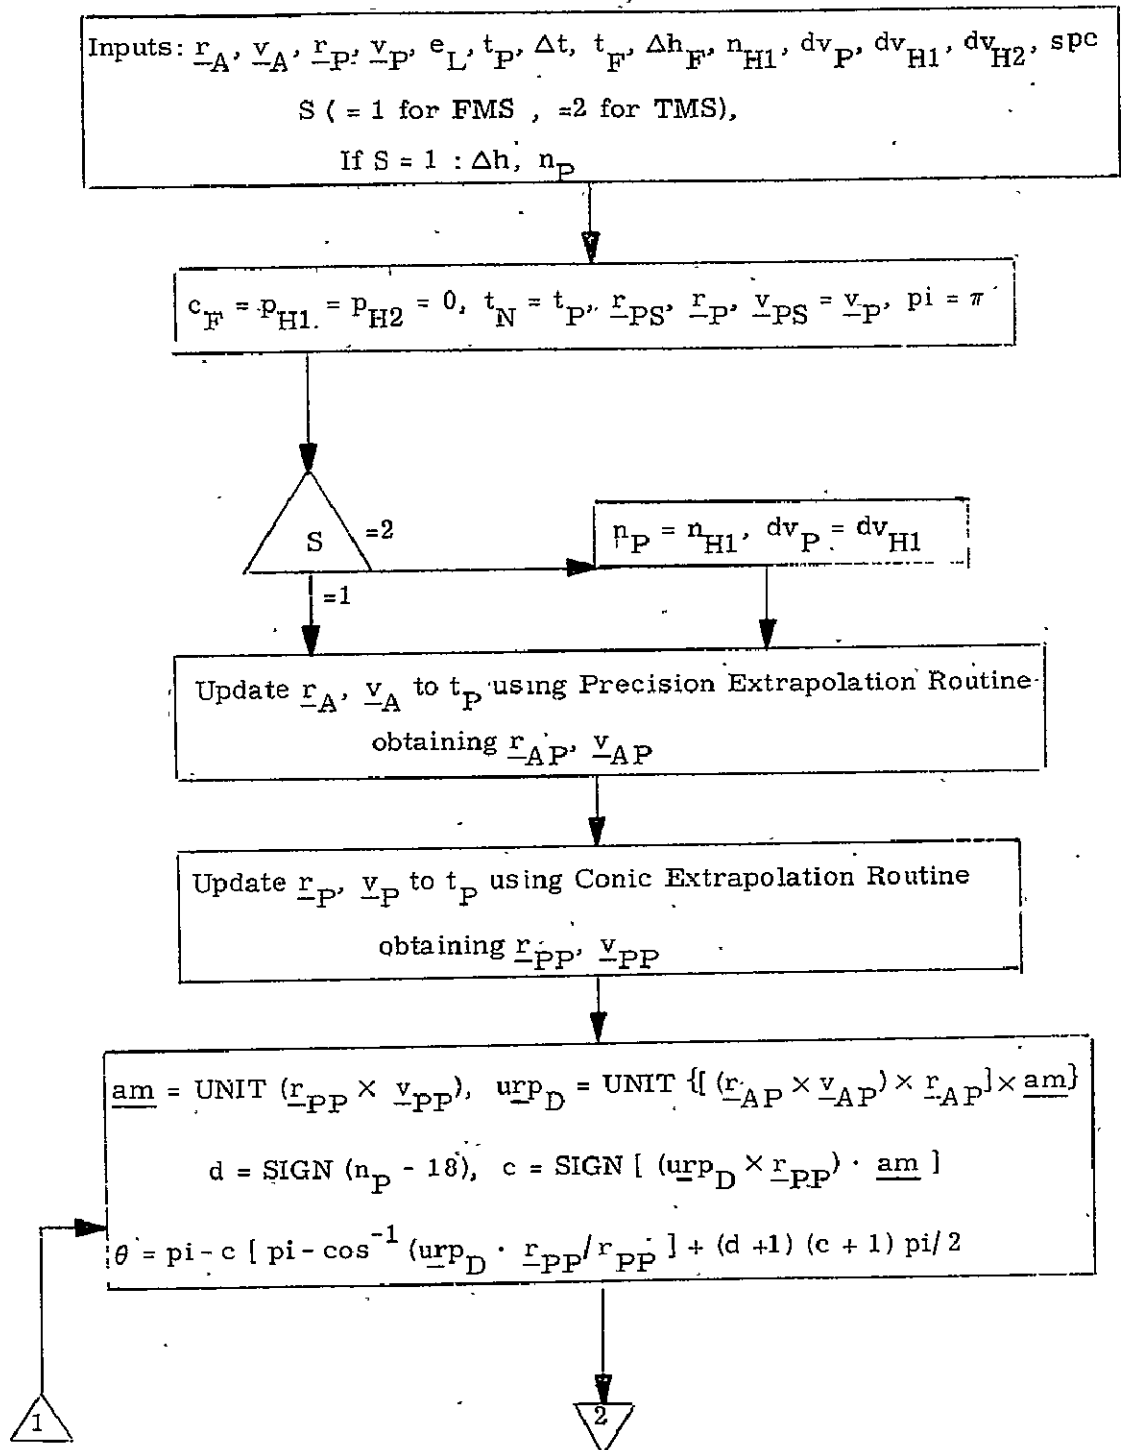 Inputs: r_A, v_A, r_P, v_P, e_L, t_P, Δt, t_F, Δh_F, n_H1, dv_P, dv_H1, dv_H2, spc
S ( = 1 for FMS , =2 for TMS),
If S = 1 : Δh, n_P
c_F = p_H1 = p_H2 = 0, t_N = t_P, r_PS, r_P, v_PS = v_P, pi = π
S
=2
n_P = n_H1, dv_P = dv_H1
=1
Update r_A, v_A to t_P using Precision Extrapolation Routine
obtaining r_AP, v_AP
Update r_P, v_P to t_P using Conic Extrapolation Routine
obtaining r_PP, v_PP
am = UNIT (r_PP × v_PP), urp_D = UNIT {[ (r_AP × v_AP) × r_AP] × am}
d = SIGN (n_P - 18), c = SIGN [ (urp_D × r_PP) · am ]
θ = pi - c [ pi - cos^-1 (urp_D · r_PP/r_PP ] + (d +1) (c + 1) pi/2
1
2